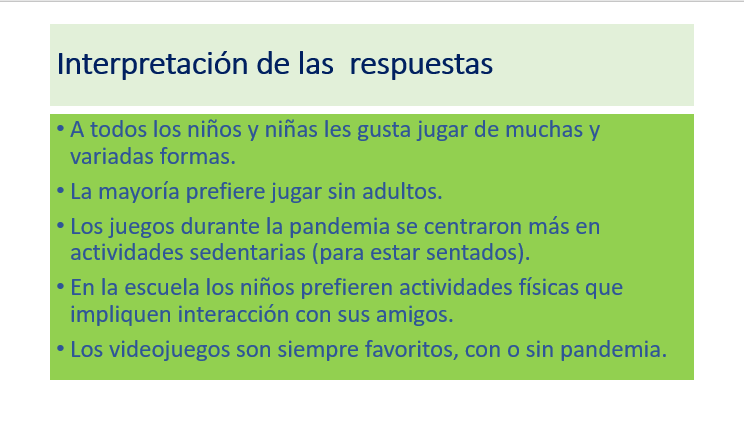 Interpretación de las  respuestas
• A todos los niños y niñas les gusta jugar de muchas y
variadas formas.
• La mayoría prefiere jugar sin adultos.
• Los juegos durante la pandemia se centraron más en
actividades sedentarias (para estar sentados).
• En la escuela los niños prefieren actividades físicas que
impliquen interacción con sus amigos.
• Los videojuegos son siempre favoritos, con o sin pandemia.